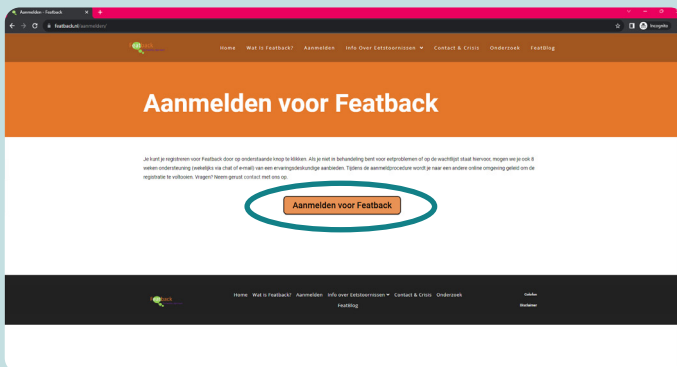 Aanmelden - Featback
featback.nl/aanmelden/
Incognito
Featback
Home Wat Is Featback? Aanmelden Info Over Eetstoornissen Contact & Crisis Onderzoek FeatBlog
Aanmelden voor Featback
Je kunt je registreren voor Featback door op onderstaande knop te klikken. Als je niet in behandeling bent voor eetproblemen of op de wachtlijst staat hiervoor, mogen we je ook 8
weken ondersteuning (wekelijks via chat of e-mail) van een ervaringsdeskundige aanbieden. Tijdens de aanmeldprocedure wordt je naar een andere online omgeving geleid om de
registratie te voltooien. Vragen? Neem gerust contact met ons op.
Aanmelden voor Featback
Featback
Home Wat is Featback? Aanmelden Info over Eetstoornissen Contact & Crisis Onderzoek
FeatBlog
Colofon
Disclaimer